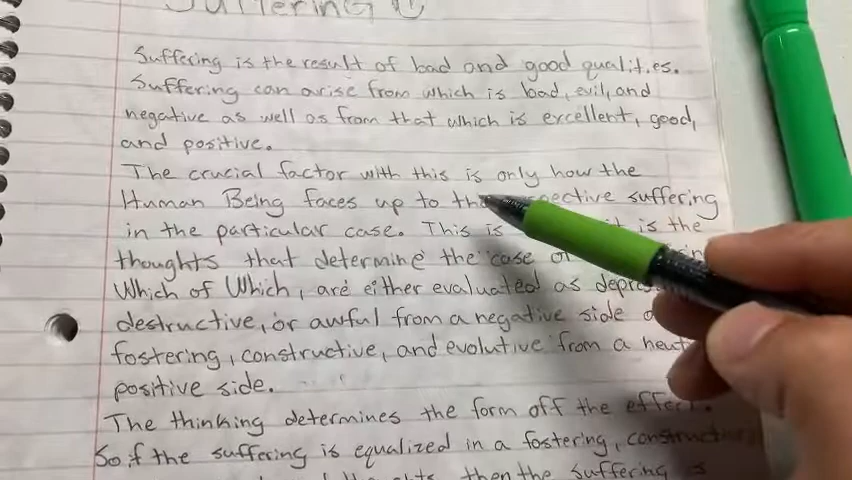 Suffering
Suffering is the result of bad and good qualities.
Suffering can arise from which is bad, evil, and
negative as well as from that which is excellent, good,
and positive.
The crucial factor with this is only how the
Human Being faces up to suffering
in the particular case. This is it is the
thoughts that determine the case
Which of Which, are either evaluated as
destructive, or awful from a negative side
fostering, constructive, and evolutive from a
positive side.
The thinking determines the form off the effect.
So if the suffering is equalized in a fostering, constructive
then the suffering is